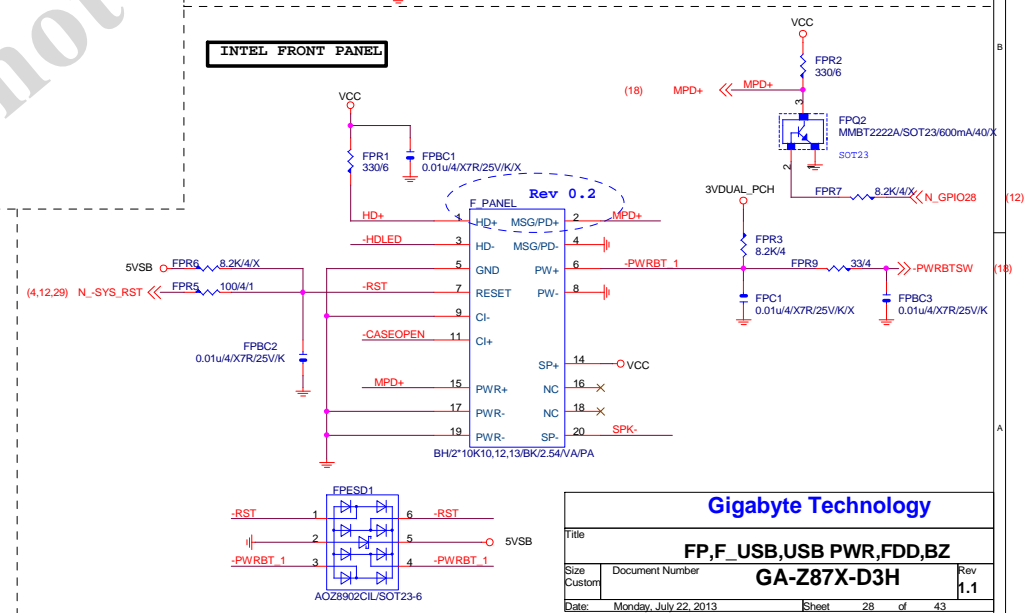 not
INTEL FRONT PANEL
B
VCC
FPR2
330/6
(18)
MPD+
MPD+
3
FPQ2
MMBT2222A/SOT23/600mA/40/X
SOT23
2
1
VCC
FPR1
330/6
FPBC1
0.01u/4/X7R/25V/K/X
FPR7
8.2K/4/X
N_GPIO28
(12)
3VDUAL_PCH
FPR3
8.2K/4
Rev 0.2
F_PANEL
HD+
1
HD+
MSG/PD+
2
MPD+
-HDLED
3
HD-
MSG/PD-
4
5
GND
PW+
6
-PWRBT_1
FPR9
33/4
-PWRBTSW
(18)
5VSB
FPR6
8.2K/4/X
(4,12,29)
N_-SYS_RST
FPR5
100/4/1
-RST
7
RESET
PW-
8
FPC1
0.01u/4/X7R/25V/K/X
FPBC3
0.01u/4/X7R/25V/K
9
CI-
-CASEOPEN
11
CI+
FPBC2
0.01u/4/X7R/25V/K
SP+
14
VCC
MPD+
15
PWR+
NC
16
17
PWR-
NC
18
A
19
PWR-
SP-
20
SPK-
BH/2*10K10,12,13/BK/2.54/VA/PA
FPESD1
-RST
1
6
-RST
2
5
5VSB
-PWRBT_1
3
4
-PWRBT_1
AOZ8902CIL/SOT23-6
Gigabyte Technology
Title
FP,F_USB,USB PWR,FDD,BZ
Size
Custom
Document Number
GA-Z87X-D3H
Rev
1.1
Date:
Monday, July 22, 2013
Sheet
28
of
43